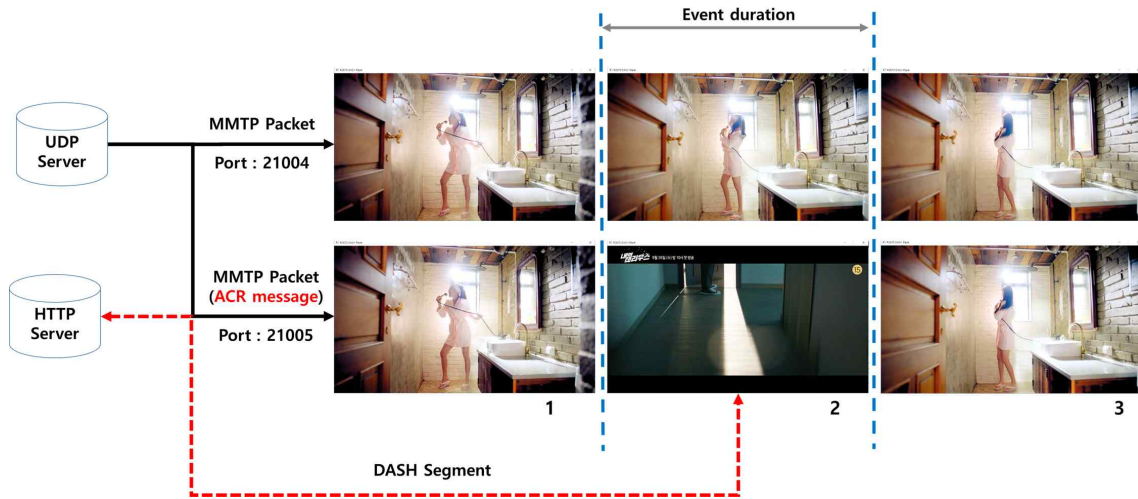 Event duration
UDP
Server
MMTP Packet
Port : 21004
HTTP
Server
MMTP Packet
(ACR message)
Port : 21005
15
1
2
3
DASH Segment